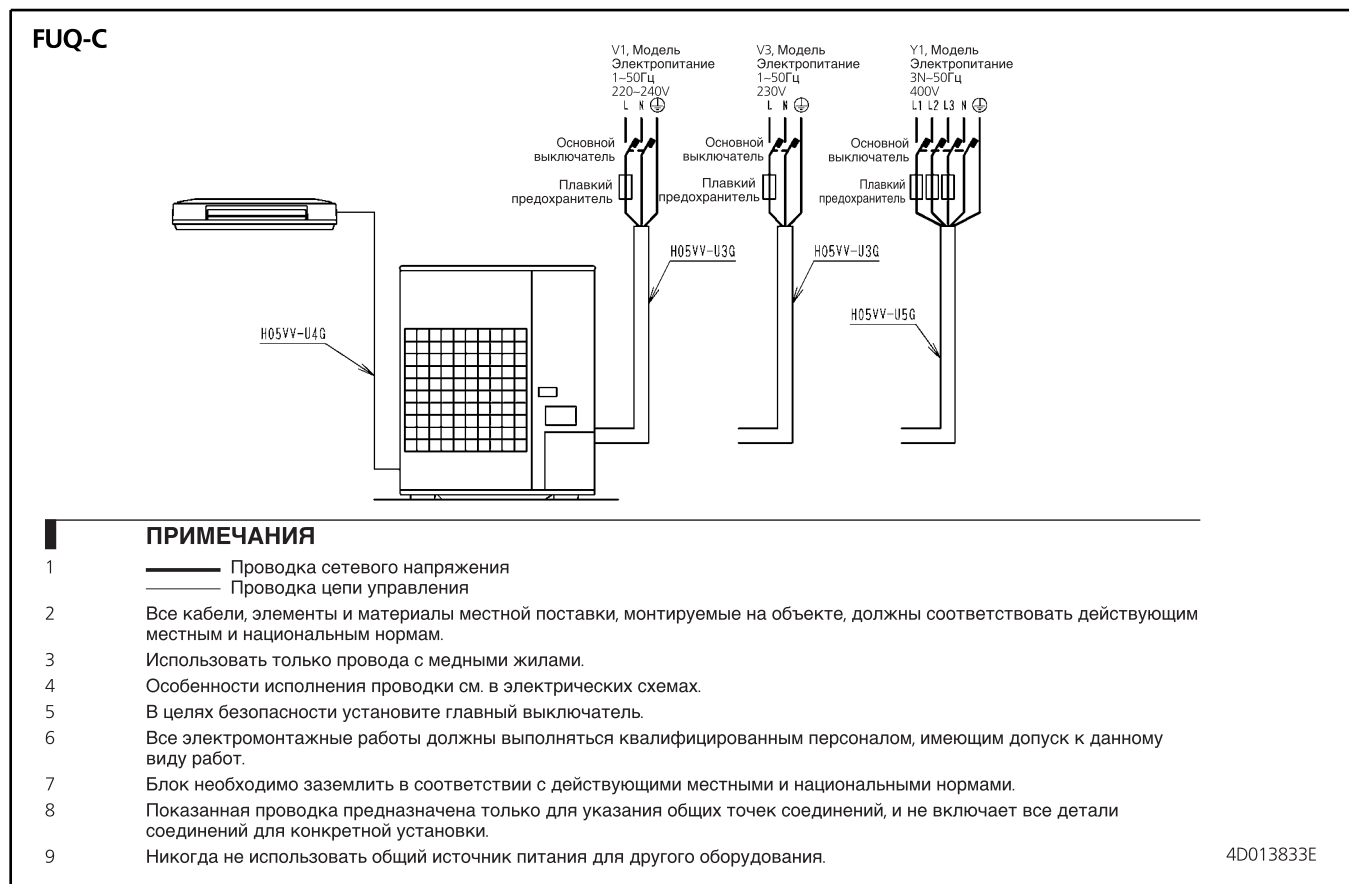 FUQ-C
V1, Модель
Электропитание
1~50Гц
220~240V
L N
Основной
выключатель
Плавкий
предохранитель
H05VV-U3G
V3, Модель
Электропитание
1~50Гц
230V
L N
Основной
выключатель
Плавкий
предохранитель
H05VV-U3G
Y1, Модель
Электропитание
3N~50Гц
400V
L1 L2 L3 N
Основной
выключатель
Плавкий
предохранитель
H05VV-U5G
H05VV-U4G
ПРИМЕЧАНИЯ
1 Проводка сетевого напряжения
Проводка цепи управления
2 Все кабели, элементы и материалы местной поставки, монтируемые на объекте, должны соответствовать действующим
местным и национальным нормам.
3 Использовать только провода с медными жилами.
4 Особенности исполнения проводки см. в электрических схемах.
5 В целях безопасности установите главный выключатель.
6 Все электромонтажные работы должны выполняться квалифицированным персоналом, имеющим допуск к данному
виду работ.
7 Блок необходимо заземлить в соответствии с действующими местными и национальными нормами.
8 Показанная проводка предназначена только для указания общих точек соединений, и не включает все детали
соединений для конкретной установки.
9 Никогда не использовать общий источник питания для другого оборудования.
4D013833E